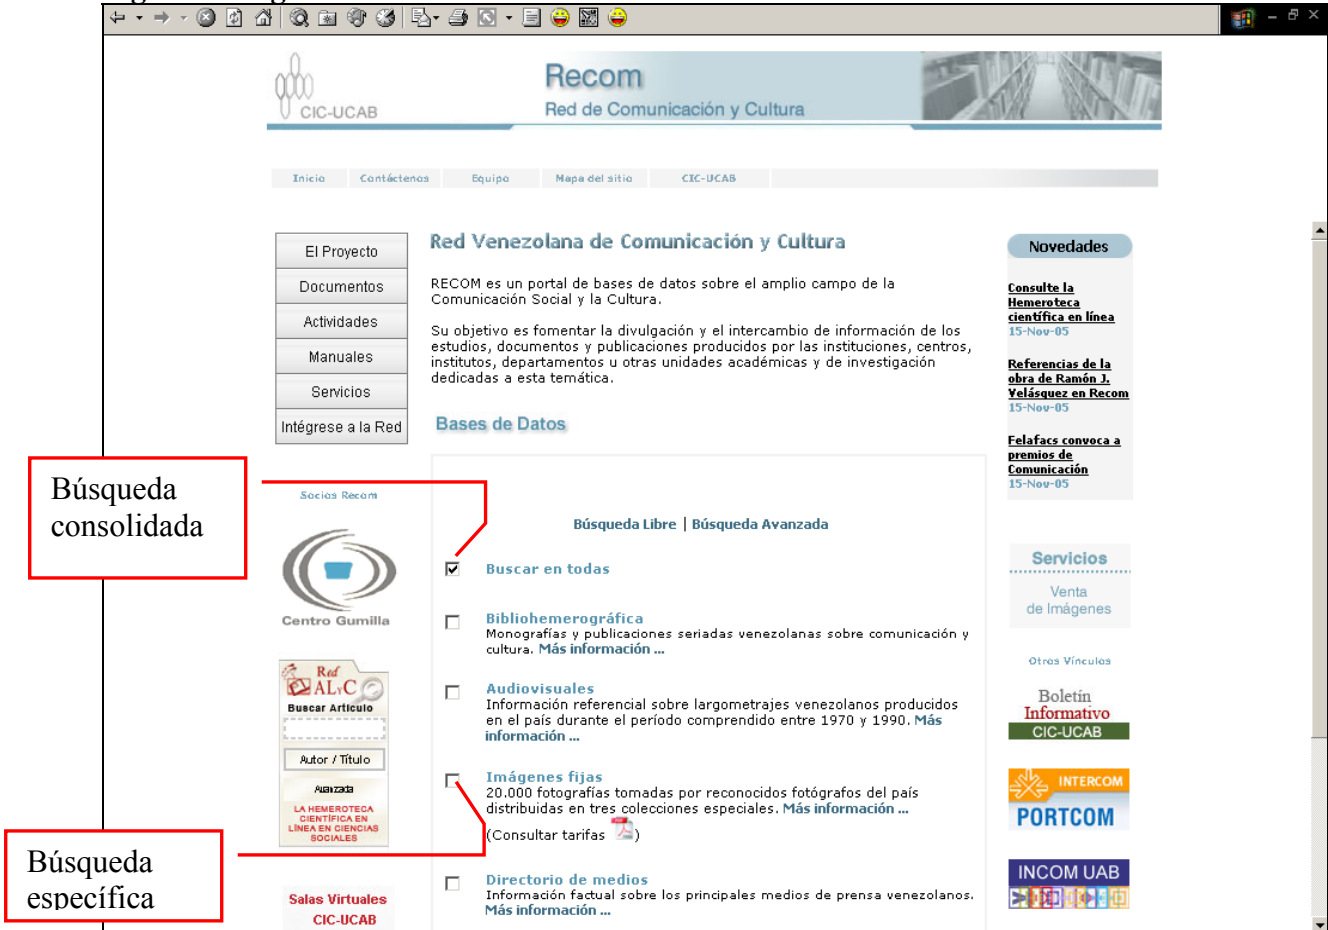 CIC-UCAB
Recom
Red de Comunicación y Cultura
Inicio Contáctenos Equipo Mapa del sitio CIC-UCAB
El Proyecto
Documentos
Actividades
Manuales
Servicios
Intégrese a la Red
Búsqueda
consolidada
Socios Recom
Centro Gumilla
Red
ALyC
Buscar Artículo
Autor / Título
Avanzada
LA HEMEROTECA
CIENTÍFICA EN
LÍNEA EN CIENCIAS
SOCIALES
Búsqueda
específica
Salas Virtuales
CIC-UCAB
Red Venezolana de Comunicación y Cultura
RECOM es un portal de bases de datos sobre el amplio campo de la
Comunicación Social y la Cultura.
Su objetivo es fomentar la divulgación y el intercambio de información de los
estudios, documentos y publicaciones producidos por las instituciones, centros,
institutos, departamentos u otras unidades académicas y de investigación
dedicadas a esta temática.
Bases de Datos
Búsqueda Libre | Búsqueda Avanzada
Buscar en todas
Bibliohemerográfica
Monografías y publicaciones seriadas venezolanas sobre comunicación y
cultura. Más información ...
Audiovisuales
Información referencial sobre largometrajes venezolanos producidos
en el país durante el período comprendido entre 1970 y 1990. Más
información ...
Imágenes fijas
20.000 fotografías tomadas por reconocidos fotógrafos del país
distribuidas en tres colecciones especiales. Más información ...
(Consultar tarifas )
Directorio de medios
Información factual sobre los principales medios de prensa venezolanos.
Más información ...
Novedades
Consulte la
Hemeroteca
científica en línea
15-Nov-05
Referencias de la
obra de Ramón J.
Velásquez en Recom
15-Nov-05
Felafacs convoca a
premios de
Comunicación
15-Nov-05
Servicios
Venta
de Imágenes
Otros Vínculos
Boletín
Informativo
CIC-UCAB
INTERCOM
PORTCOM
INCOM UAB